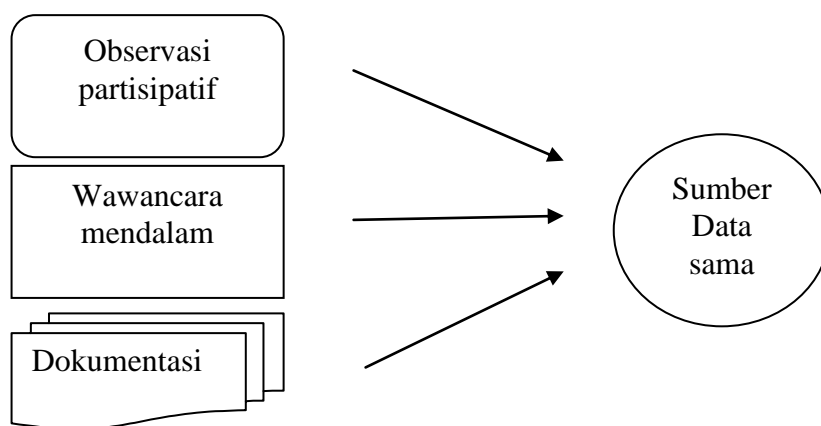 Observasi
partisipatif
Wawancara
mendalam
Dokumentasi
Sumber
Data
sama